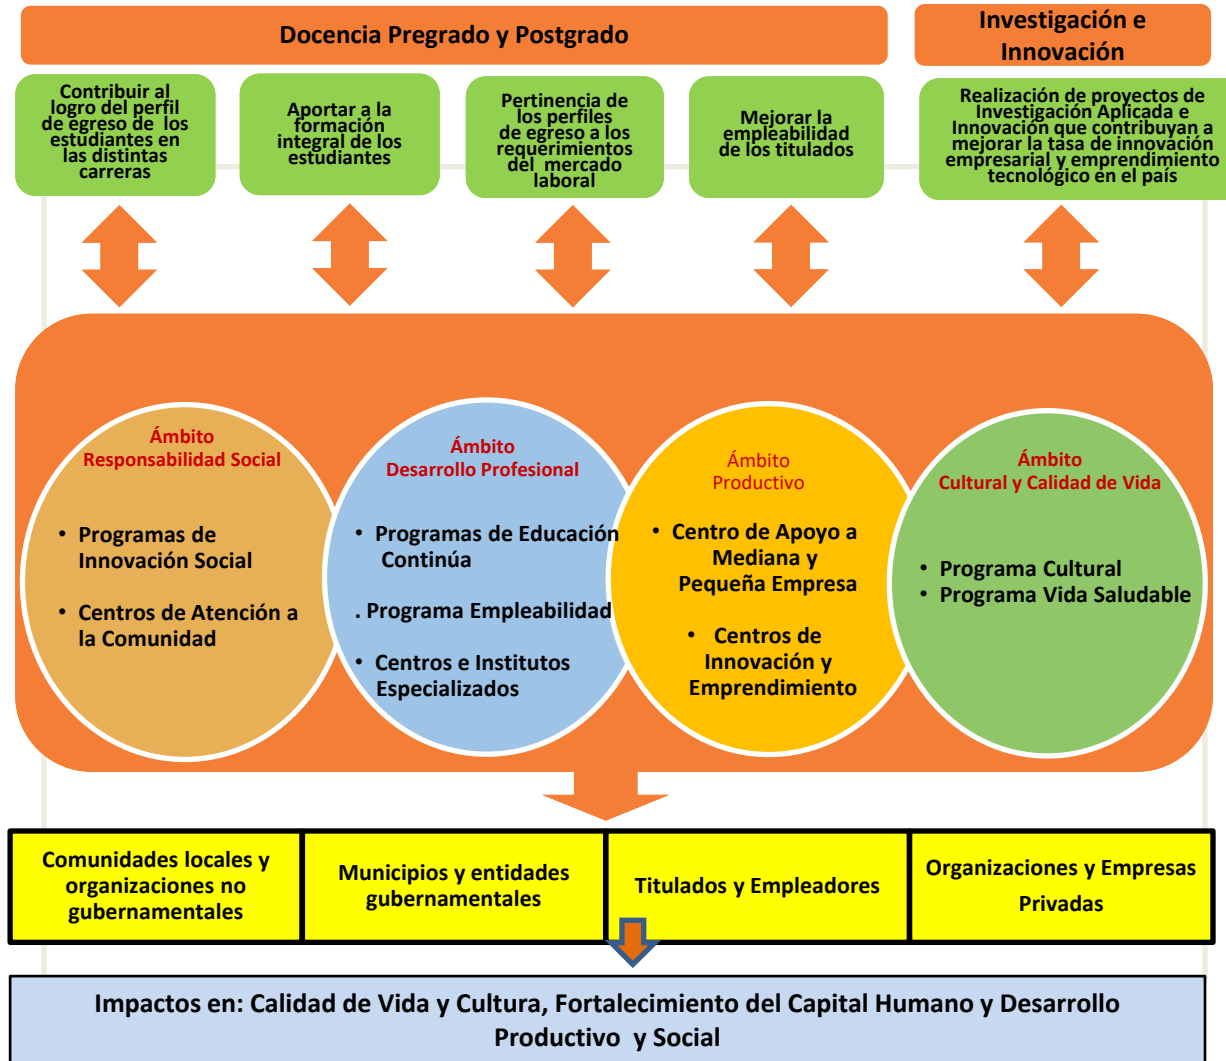 Docencia Pregrado y Postgrado
Investigación e
Innovación
Contribuir al
logro del perfil
de egreso de los
estudiantes en
las distintas
carreras
Aportar a la
formación
integral de los
estudiantes
Pertinencia de
los perfiles
de egreso a los
requerimientos
del mercado
laboral
Mejorar la
empleabilidad
de los titulados
Realización de proyectos de
Investigación Aplicada e
Innovación que contribuyan a
mejorar la tasa de innovación
empresarial y emprendimiento
tecnológico en el país
Ámbito
Responsabilidad Social
• Programas de
Innovación Social
• Centros de Atención a
la Comunidad
Ámbito
Desarrollo Profesional
• Programas de Educación
Continúa
. Programa Empleabilidad
• Centros e Institutos
Especializados
Ámbito
Productivo
• Centro de Apoyo a
Mediana y
Pequeña Empresa
• Centros de
Innovación y
Emprendimiento
Ámbito
Cultural y Calidad de Vida
• Programa Cultural
• Programa Vida Saludable
Comunidades locales y
organizaciones no
gubernamentales
Municipios y entidades
gubernamentales
Titulados y Empleadores
Organizaciones y Empresas
Privadas
Impactos en: Calidad de Vida y Cultura, Fortalecimiento del Capital Humano y Desarrollo
Productivo y Social